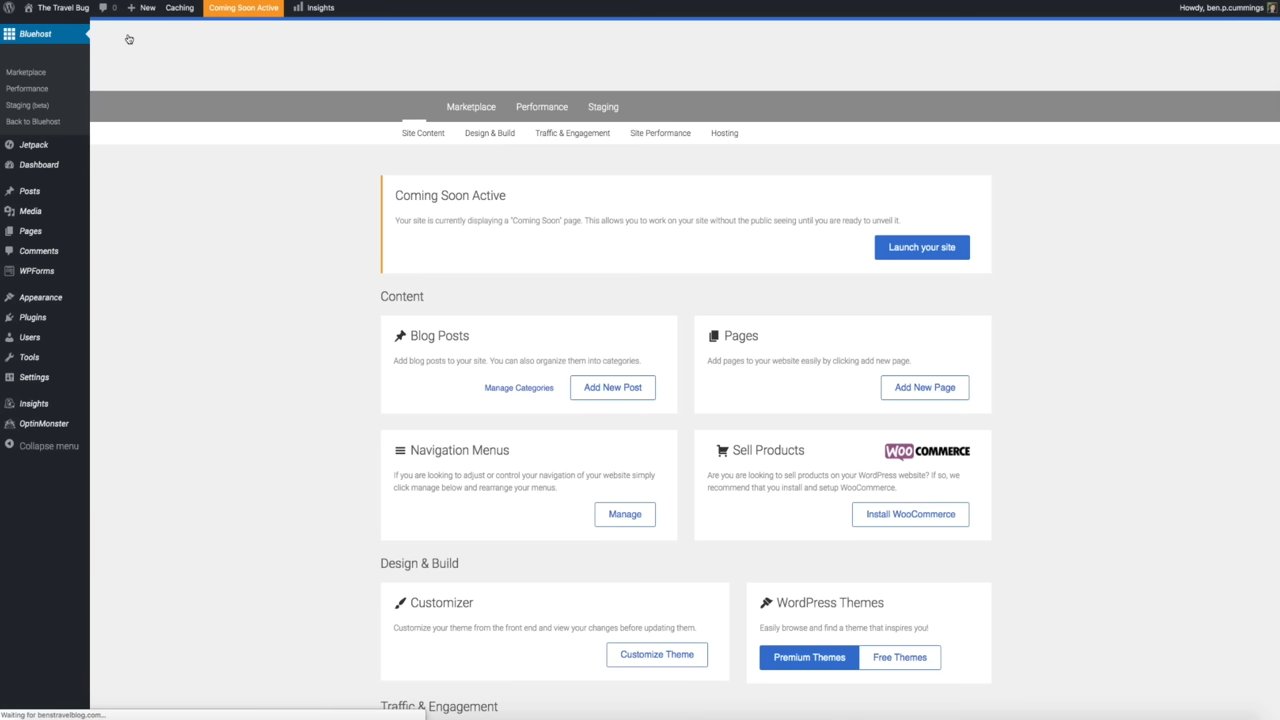 The Travel Bug 0 New Caching Coming Soon Active Insights Howdy, ben.p.cummings
Bluehost
Marketplace
Performance
Staging (beta)
Back to Bluehost
Jetpack
Dashboard
Posts
Media
Pages
Comments
WPForms
Appearance
Plugins
Users
Tools
Settings
Insights
OptinMonster
Collapse menu
Marketplace Performance Staging
Site Content Design & Build Traffic & Engagement Site Performance Hosting
Coming Soon Active
Your site is currently displaying a "Coming Soon" page. This allows you to work on your site without the public seeing until you are ready to unveil it.
Launch your site
Content
Blog Posts
Add blog posts to your site. You can also organize them into categories.
Manage Categories Add New Post
Pages
Add pages to your website easily by clicking add new page.
Add New Page
Navigation Menus
If you are looking to adjust or control your navigation of your website simply
click manage below and rearrange your menus.
Manage
Sell Products WOOCOMMERCE
Are you are looking to sell products on your WordPress website? If so, we
recommend that you install and setup WooCommerce.
Install WooCommerce
Design & Build
Customizer
Customize your theme from the front end and view your changes before updating them.
Customize Theme
WordPress Themes
Easily browse and find a theme that inspires you!
Premium Themes Free Themes
Traffic & Engagement
Waiting for benstravelblog.com...